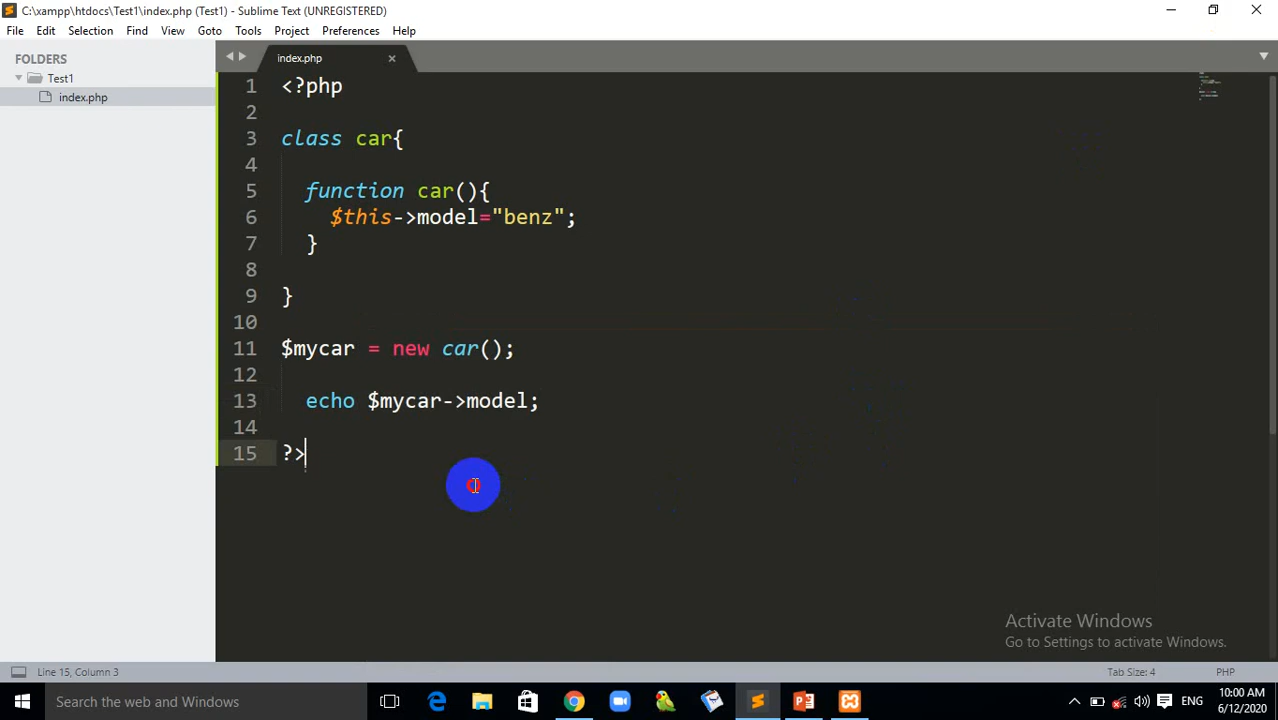 C:\xampp\htdocs\Test1\index.php (Test1) - Sublime Text (UNREGISTERED)
File Edit Selection Find View Goto Tools Project Preferences Help
FOLDERS
Test1
index.php
index.php ×
1 <?php
2
3 class car{
4
5 function car(){
6 $this->model="benz";
7 }
8
9 }
10
11 $mycar = new car();
12
13 echo $mycar->model;
14
15 ?>
Activate Windows
Go to Settings to activate Windows.
Line 15, Column 3 Tab Size: 4 PHP
Search the web and Windows
ENG
10:00 AM
6/12/2020